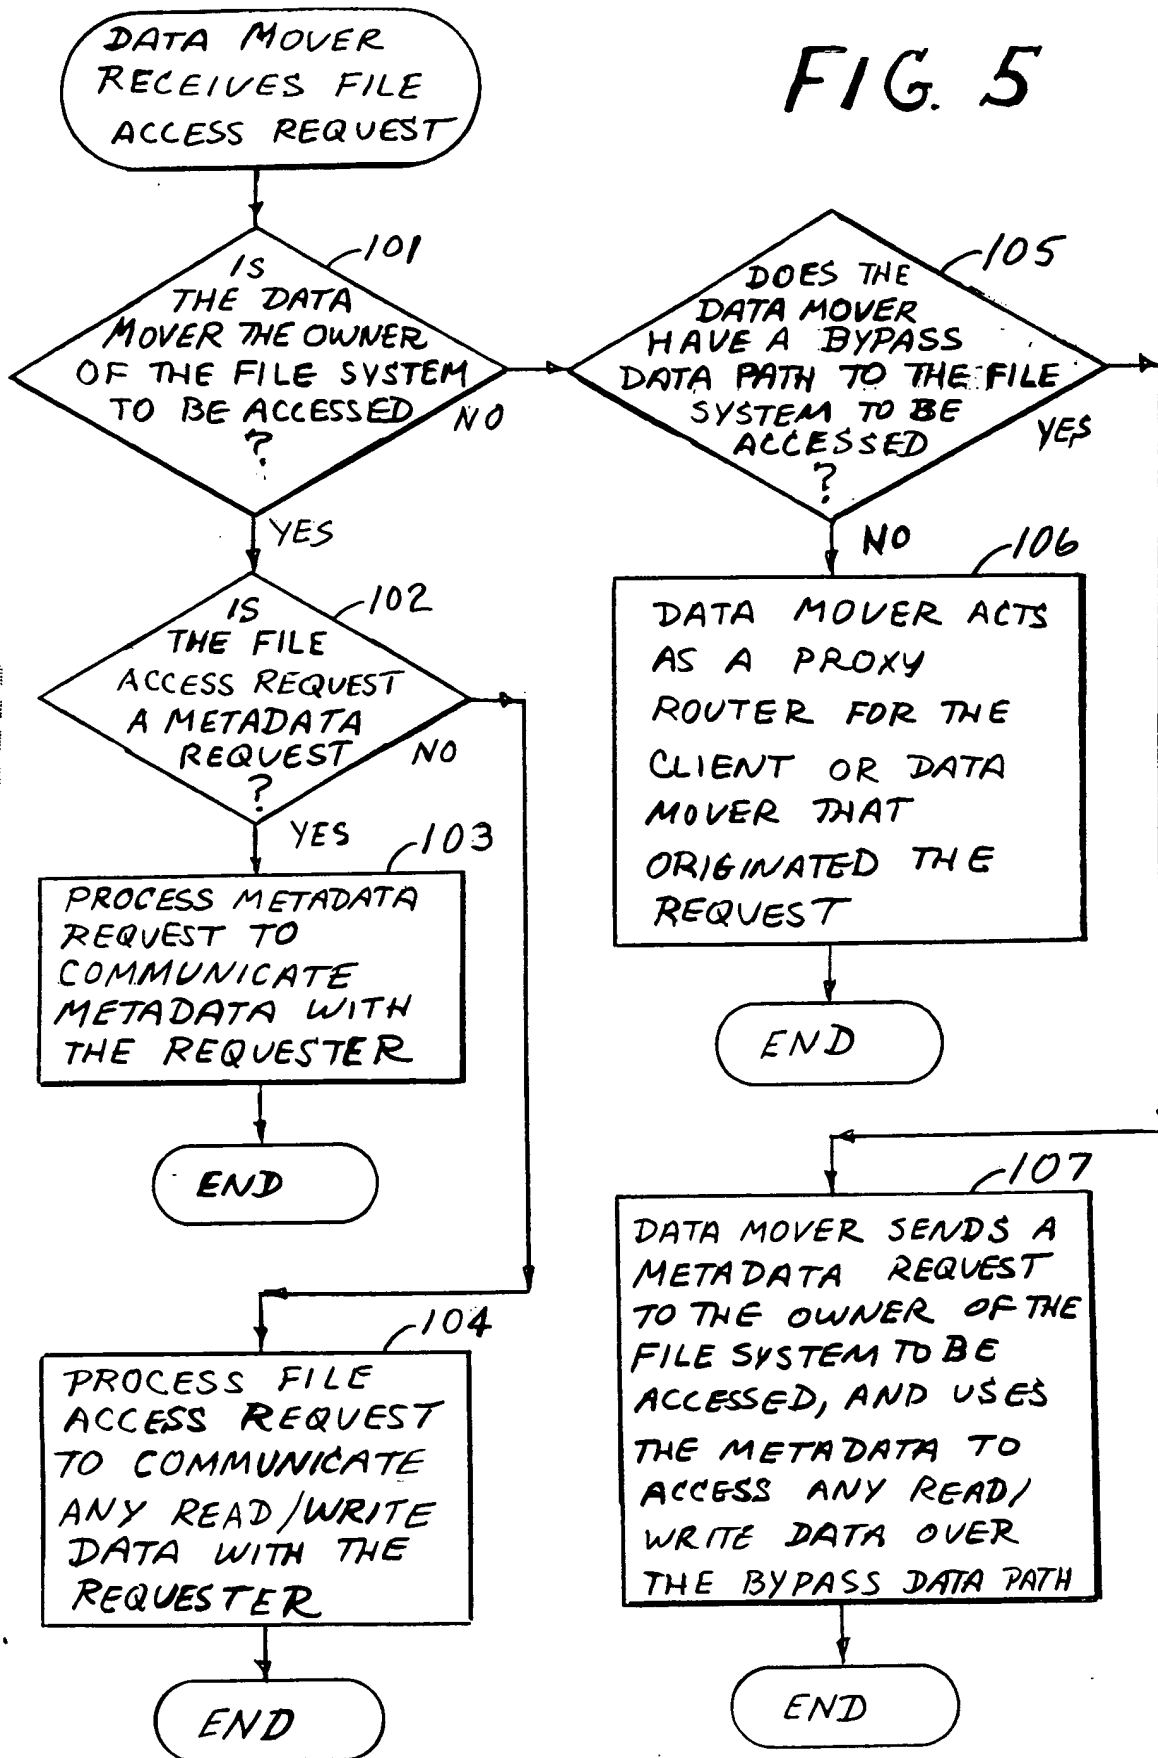 FIG. 5
DATA MOVER
RECEIVES FILE
ACCESS REQUEST
101
IS
THE DATA
MOVER THE OWNER
OF THE FILE SYSTEM
TO BE ACCESSED
?
NO
YES
102
IS
THE FILE
ACCESS REQUEST
A METADATA
REQUEST
?
NO
YES
103
PROCESS METADATA
REQUEST TO
COMMUNICATE
METADATA WITH
THE REQUESTER
END
104
PROCESS FILE
ACCESS REQUEST
TO COMMUNICATE
ANY READ/WRITE
DATA WITH THE
REQUESTER
END
105
DOES THE
DATA MOVER
HAVE A BYPASS
DATA PATH TO THE FILE
SYSTEM TO BE
ACCESSED
?
YES
NO
106
DATA MOVER ACTS
AS A PROXY
ROUTER FOR THE
CLIENT OR DATA
MOVER THAT
ORIGINATED THE
REQUEST
END
107
DATA MOVER SENDS A
METADATA REQUEST
TO THE OWNER OF THE
FILE SYSTEM TO BE
ACCESSED, AND USES
THE METADATA TO
ACCESS ANY READ/
WRITE DATA OVER
THE BYPASS DATA PATH
END